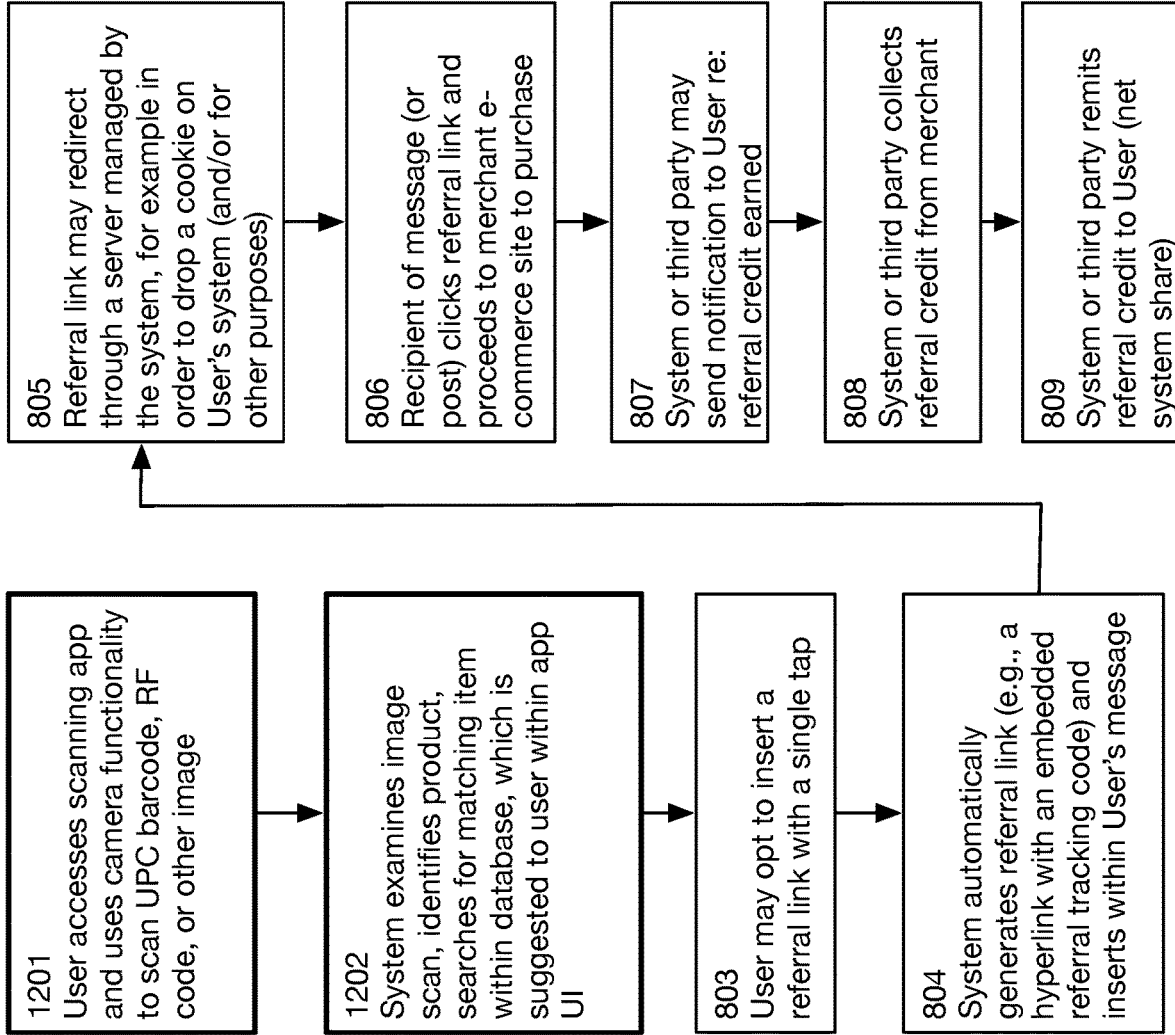 1201
User accesses scanning app
and uses camera functionality
to scan UPC barcode, RF
code, or other image
1202
System examines image
scan, identifies product,
searches for matching item
within database, which is
suggested to user within app
UI
803
User may opt to insert a
referral link with a single tap
804
System automatically
generates referral link (e.g., a
hyperlink with an embedded
referral tracking code) and
inserts within User's message
805
Referral link may redirect
through a server managed by
the system, for example in
order to drop a cookie on
User's system (and/or for
other purposes)
806
Recipient of message (or
post) clicks referral link and
proceeds to merchant e-
commerce site to purchase
807
System or third party may
send notification to User re:
referral credit earned
808
System or third party collects
referral credit from merchant
809
System or third party remits
referral credit to User (net
system share)